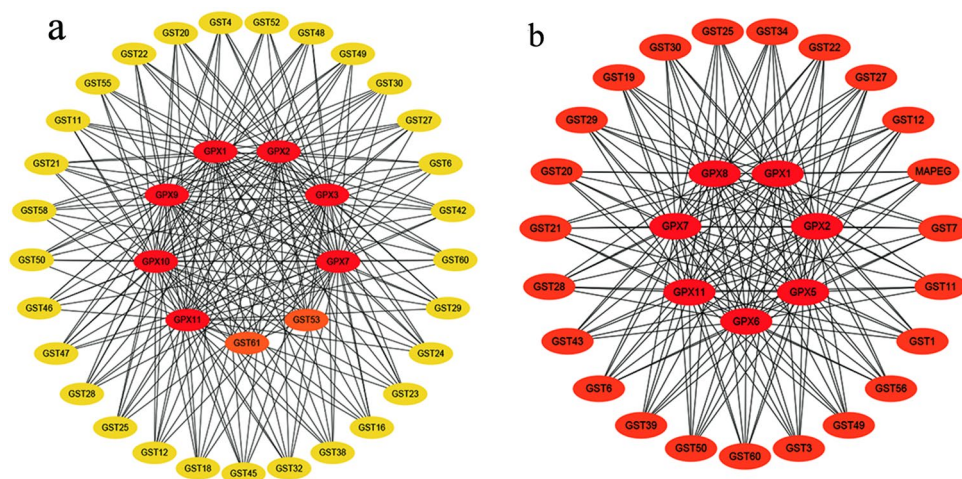 a
GST4
GST52
GST48
GST49
GST30
GST27
GST6
GST42
GST60
GST29
GST24
GST23
GST16
GST38
GST32
GST45
GST18
GST12
GST25
GST28
GST47
GST46
GST50
GST58
GST21
GST11
GST55
GST22
GST20
GPX1
GPX2
GPX3
GPX7
GST53
GST61
GPX11
GPX10
GPX9
b
GST25
GST34
GST22
GST27
GST12
MAPEG
GST7
GST11
GST1
GST56
GST49
GST3
GST60
GST50
GST39
GST6
GST43
GST28
GST21
GST20
GST29
GST19
GST30
GPX8
GPX1
GPX2
GPX5
GPX6
GPX11
GPX7